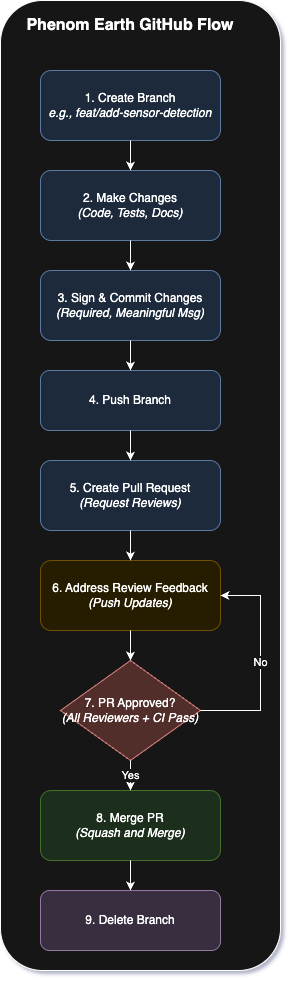 Phenom Earth GitHub Flow
1. Create Branch
e.g., feat/add-sensor-detection
2. Make Changes
(Code, Tests, Docs)
3. Sign & Commit Changes
(Required, Meaningful Msg)
4. Push Branch
5. Create Pull Request
(Request Reviews)
6. Address Review Feedback
(Push Updates)
No
7. PR Approved?
(All Reviewers + CI Pass)
Yes
8. Merge PR
(Squash and Merge)
9. Delete Branch